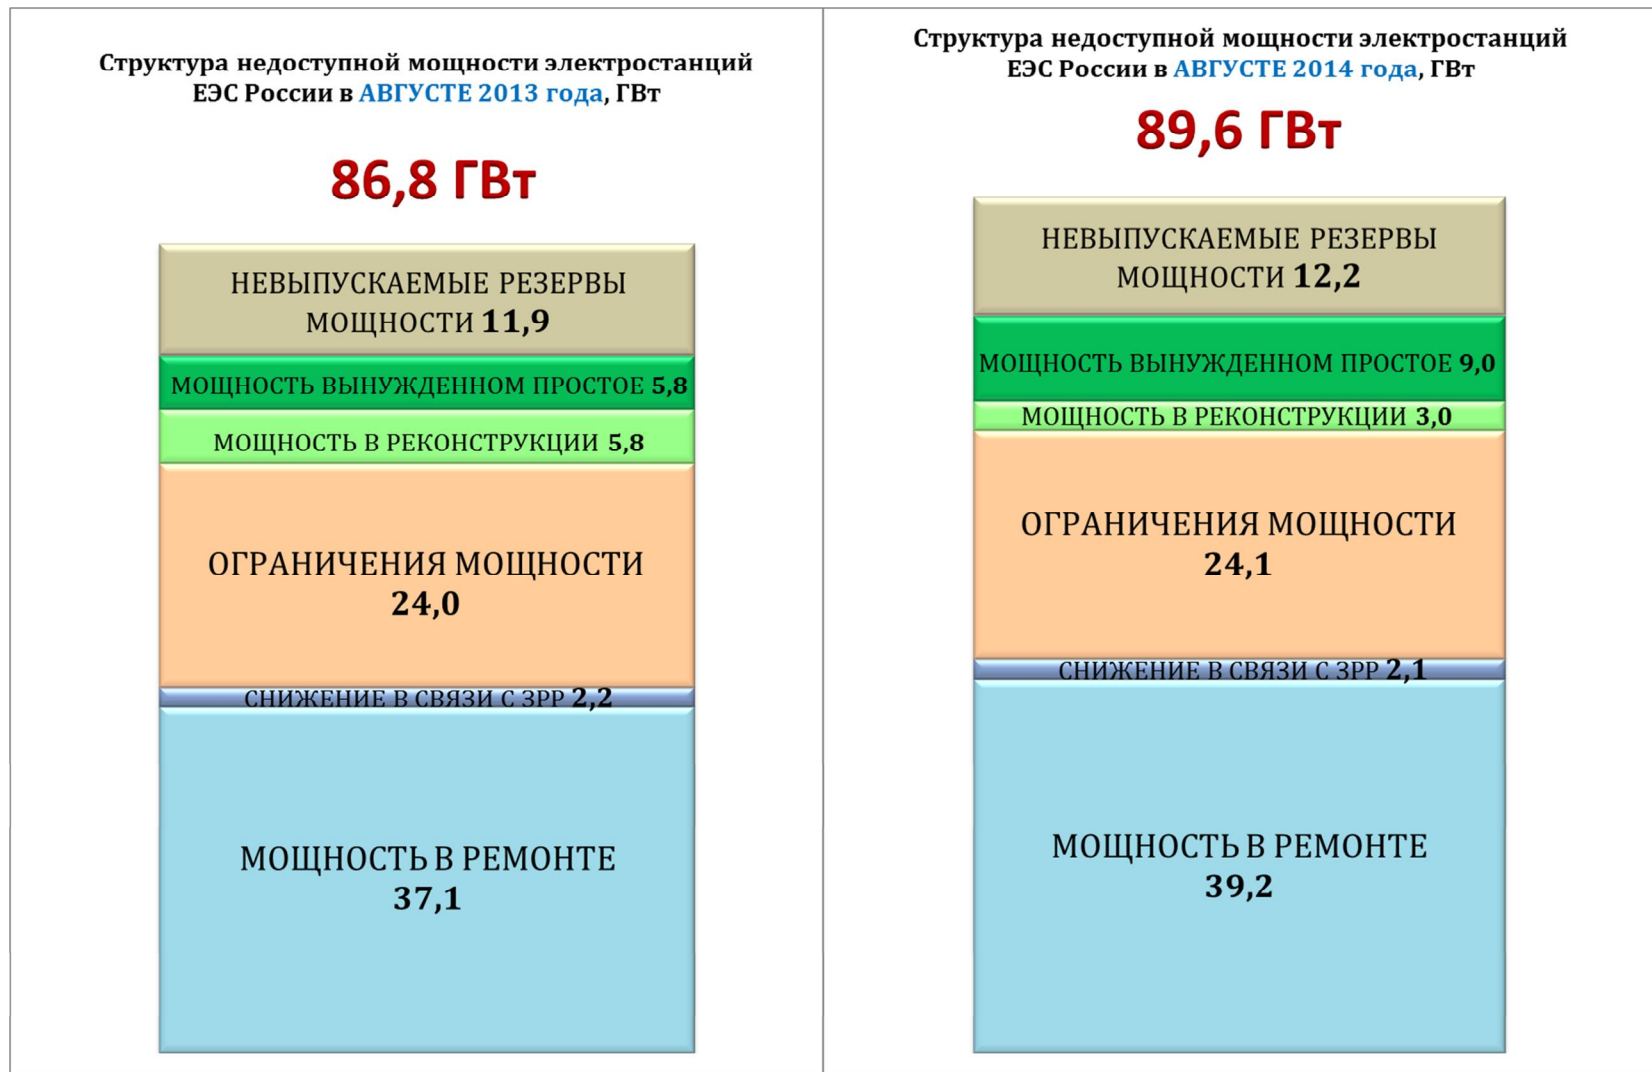 Структура недоступной мощности электростанций
ЕЭС России в АВГУСТЕ 2013 года, ГВт
86,8 ГВт
НЕВЫПУСКАЕМЫЕ РЕЗЕРВЫ
МОЩНОСТИ 11,9
МОЩНОСТЬ ВЫНУЖДЕННОМ ПРОСТОЕ 5,8
МОЩНОСТЬ В РЕКОНСТРУКЦИИ 5,8
ОГРАНИЧЕНИЯ МОЩНОСТИ
24,0
СНИЖЕНИЕ В СВЯЗИ С ЗРР 2,2
МОЩНОСТЬ В РЕМОНТЕ
37,1
Структура недоступной мощности электростанций
ЕЭС России в АВГУСТЕ 2014 года, ГВт
89,6 ГВт
НЕВЫПУСКАЕМЫЕ РЕЗЕРВЫ
МОЩНОСТИ 12,2
МОЩНОСТЬ ВЫНУЖДЕННОМ ПРОСТОЕ 9,0
МОЩНОСТЬ В РЕКОНСТРУКЦИИ 3,0
ОГРАНИЧЕНИЯ МОЩНОСТИ
24,1
СНИЖЕНИЕ В СВЯЗИ С ЗРР 2,1
МОЩНОСТЬ В РЕМОНТЕ
39,2